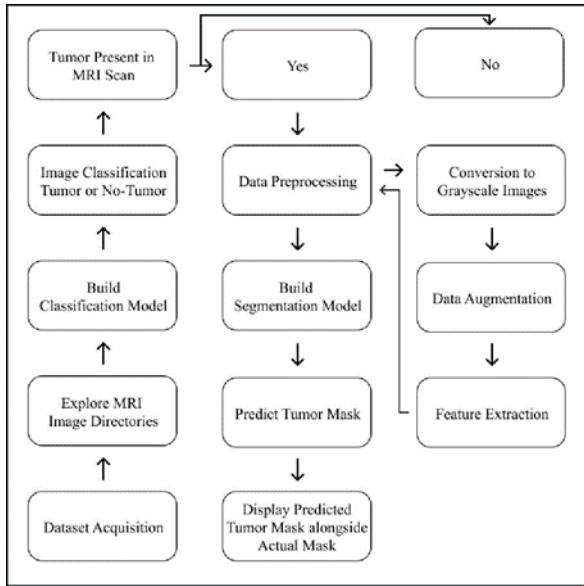 Tumor Present in
MRI Scan
Yes
No
Image Classification
Tumor or No-Tumor
Data Preprocessing
Conversion to
Grayscale Images
Build
Classification Model
Build
Segmentation Model
Data Augmentation
Explore MRI
Image Directories
Predict Tumor Mask
Feature Extraction
Dataset Acquisition
Display Predicted
Tumor Mask alongside
Actual Mask